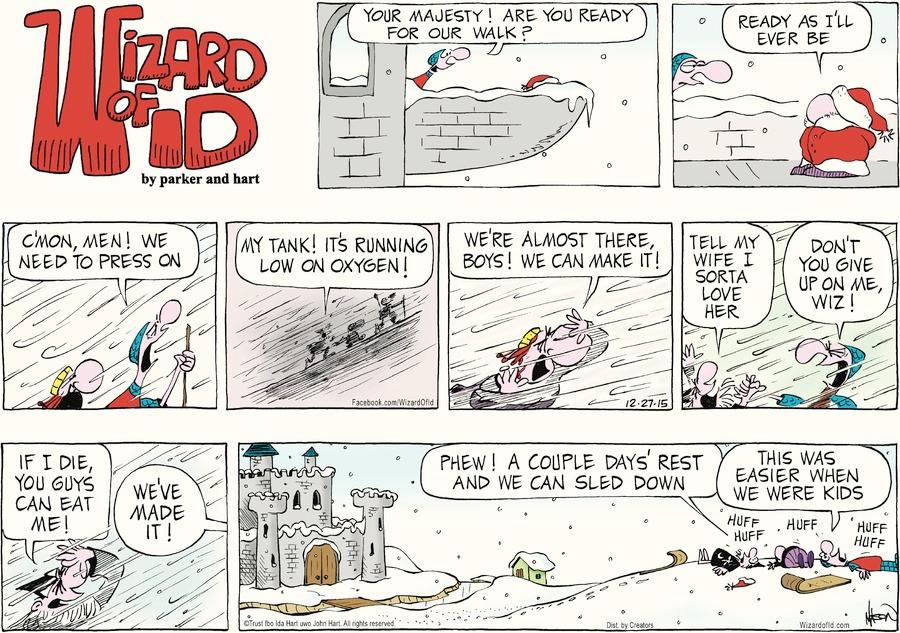 WIZARD
OF
ID
by parker and hart
YOUR MAJESTY! ARE YOU READY
FOR OUR WALK?
READY AS I'LL
EVER BE
C'MON, MEN! WE
NEED TO PRESS ON
MY TANK! IT'S RUNNING
LOW ON OXYGEN!
Facebook.com/WizardOfId
WE'RE ALMOST THERE,
BOYS! WE CAN MAKE IT!
12-27-15
TELL MY
WIFE I
SORTA
LOVE
HER
DON'T
YOU GIVE
UP ON ME,
WIZ!
IF I DIE,
YOU GUYS
CAN EAT
ME!
WE'VE
MADE
IT!
PHEW! A COUPLE DAYS' REST
AND WE CAN SLED DOWN
THIS WAS
EASIER WHEN
WE WERE KIDS
HUFF
HUFF
HUFF
HUFF
HUFF
©Trust fbo Ida Hart uwo John Hart. All rights reserved.
Dist. by Creators
Wizardofid.com